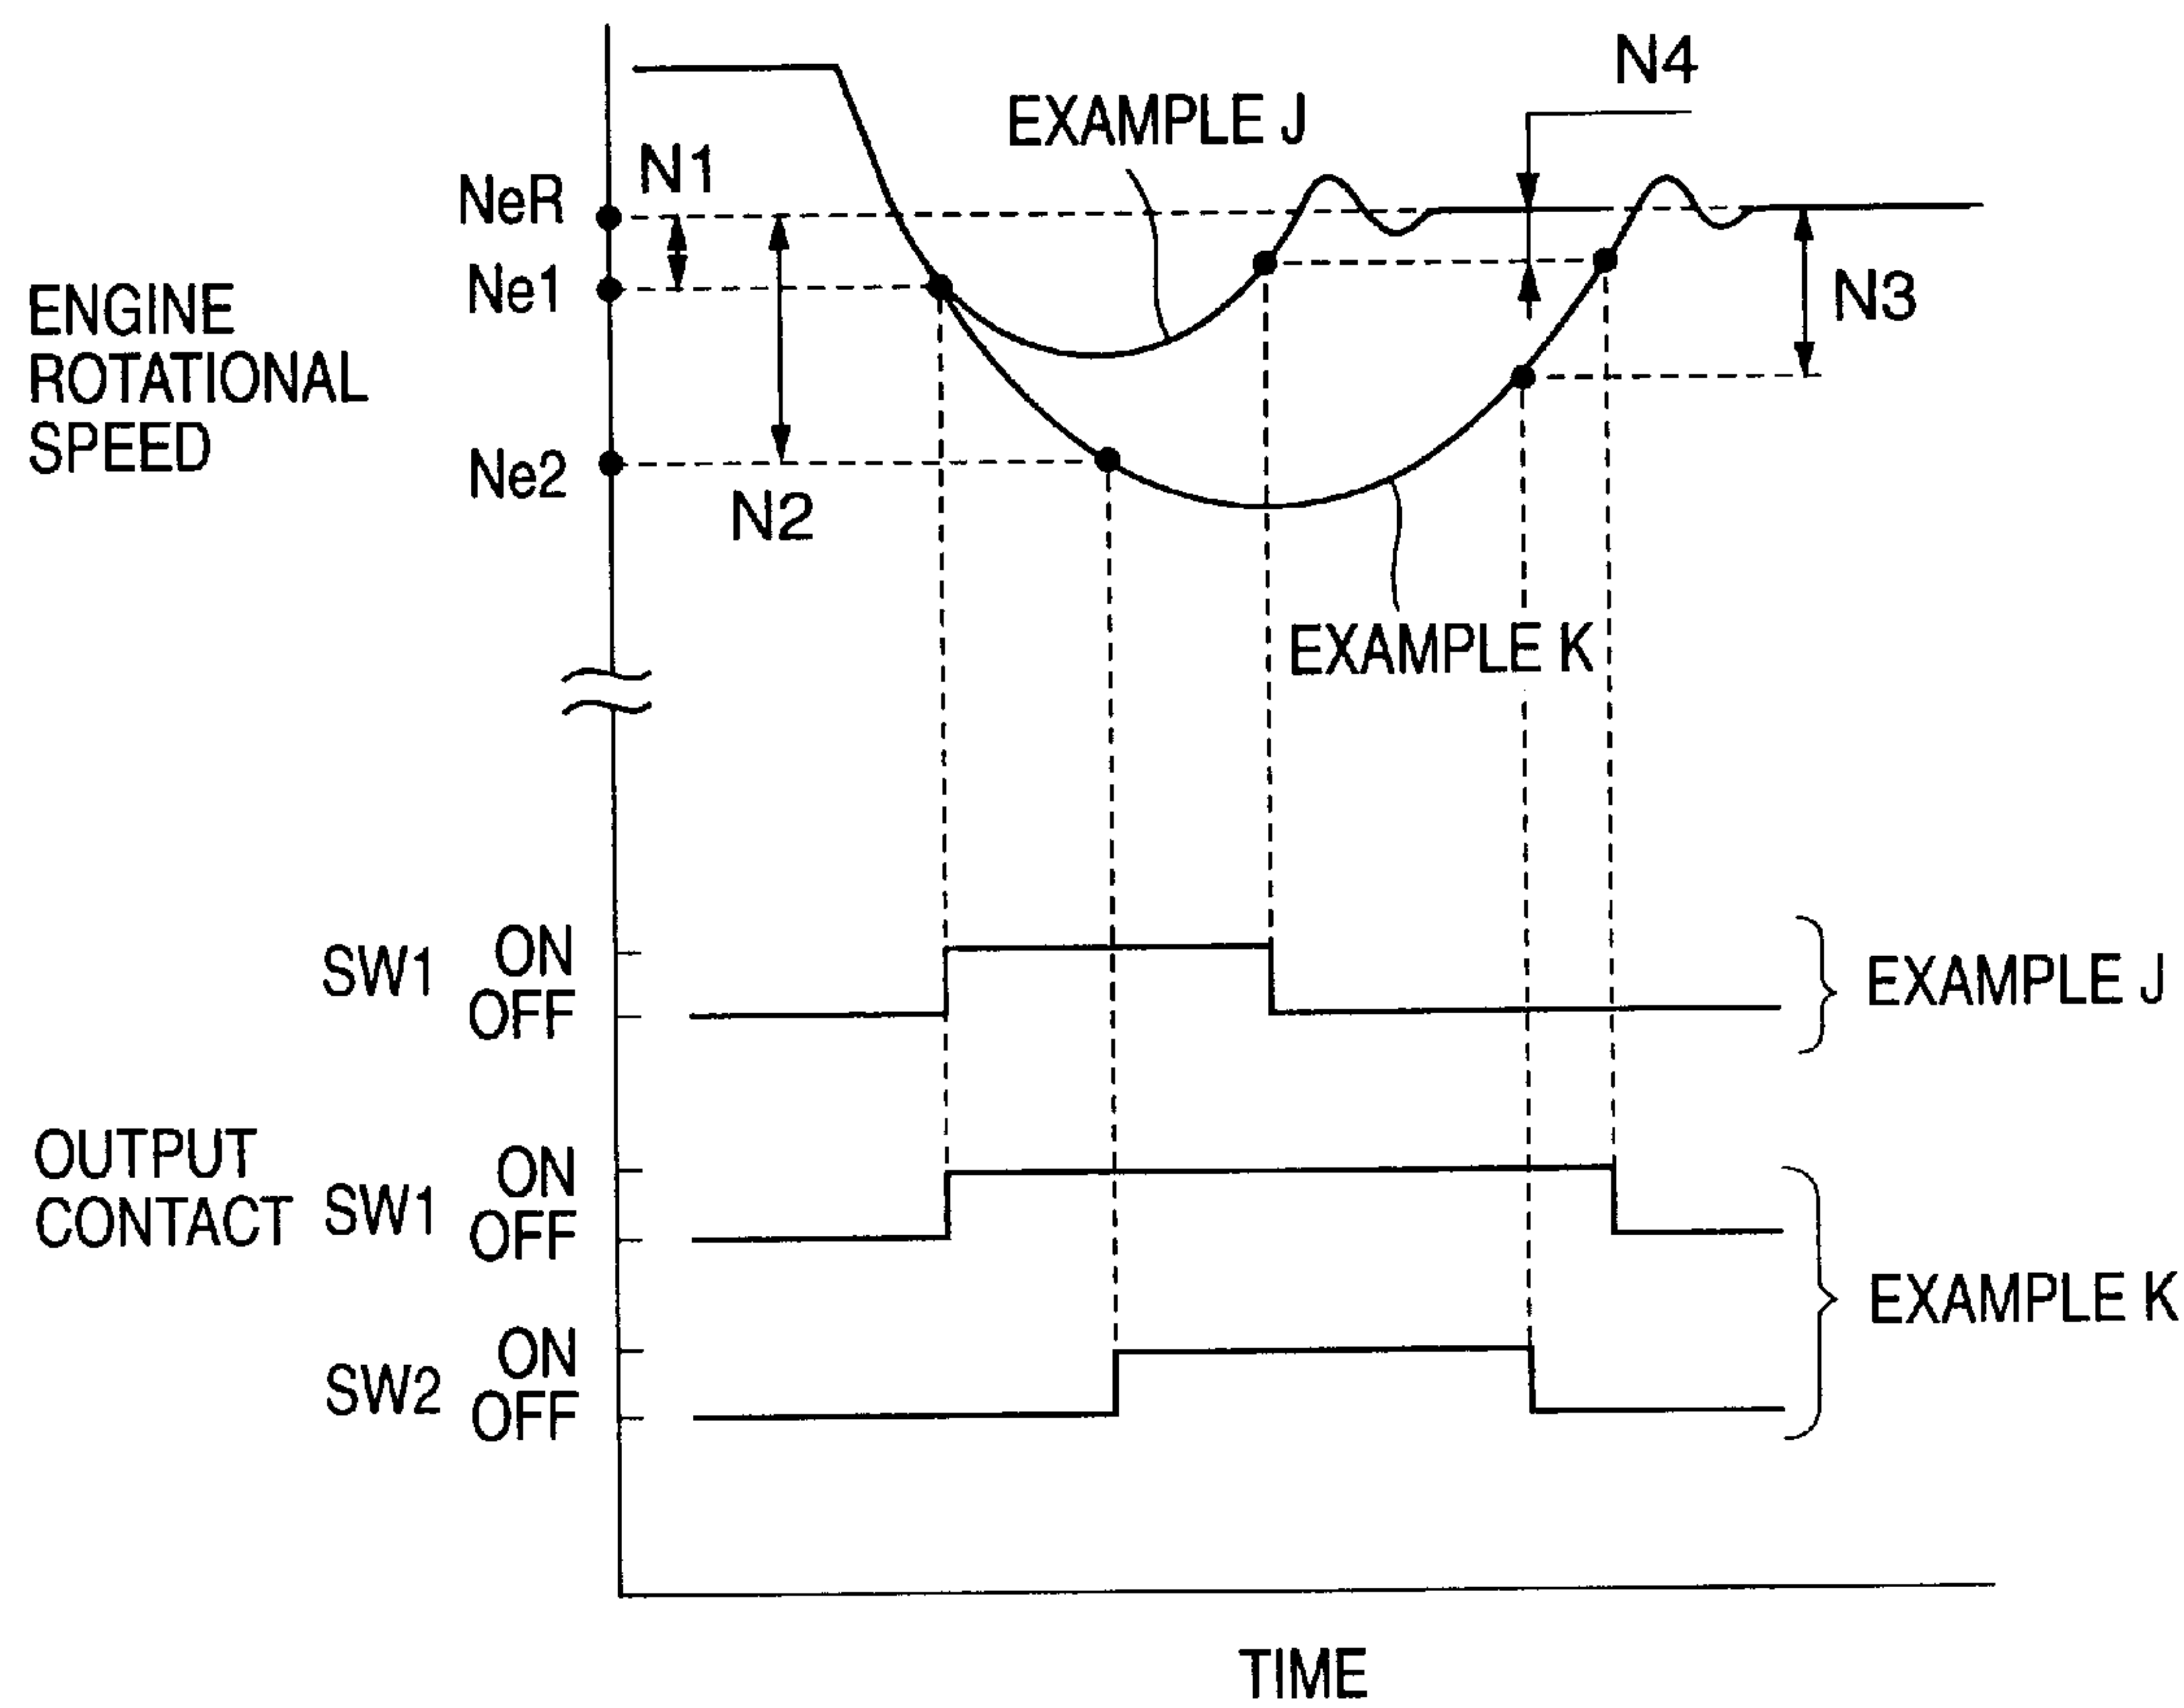 N4
EXAMPLE J
N1
NeR
Ne1
N3
ENGINE
ROTATIONAL
SPEED
Ne2
N2
EXAMPLE K
SW1 ON
OFF
EXAMPLE J
OUTPUT
CONTACT
SW1 ON
OFF
EXAMPLE K
SW2 ON
OFF
TIME